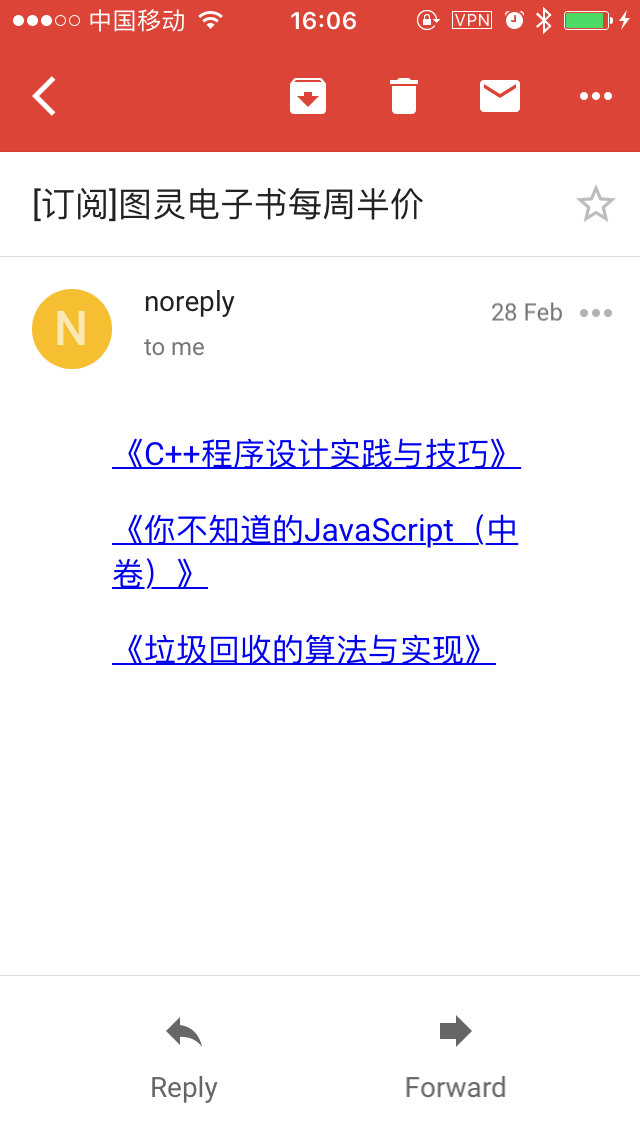 中国移动 16:06 VPN
[订阅]图灵电子书每周半价
N
noreply
28 Feb
to me
《C++程序设计实践与技巧》
《你不知道的JavaScript（中
卷）》
《垃圾回收的算法与实现》
Reply Forward